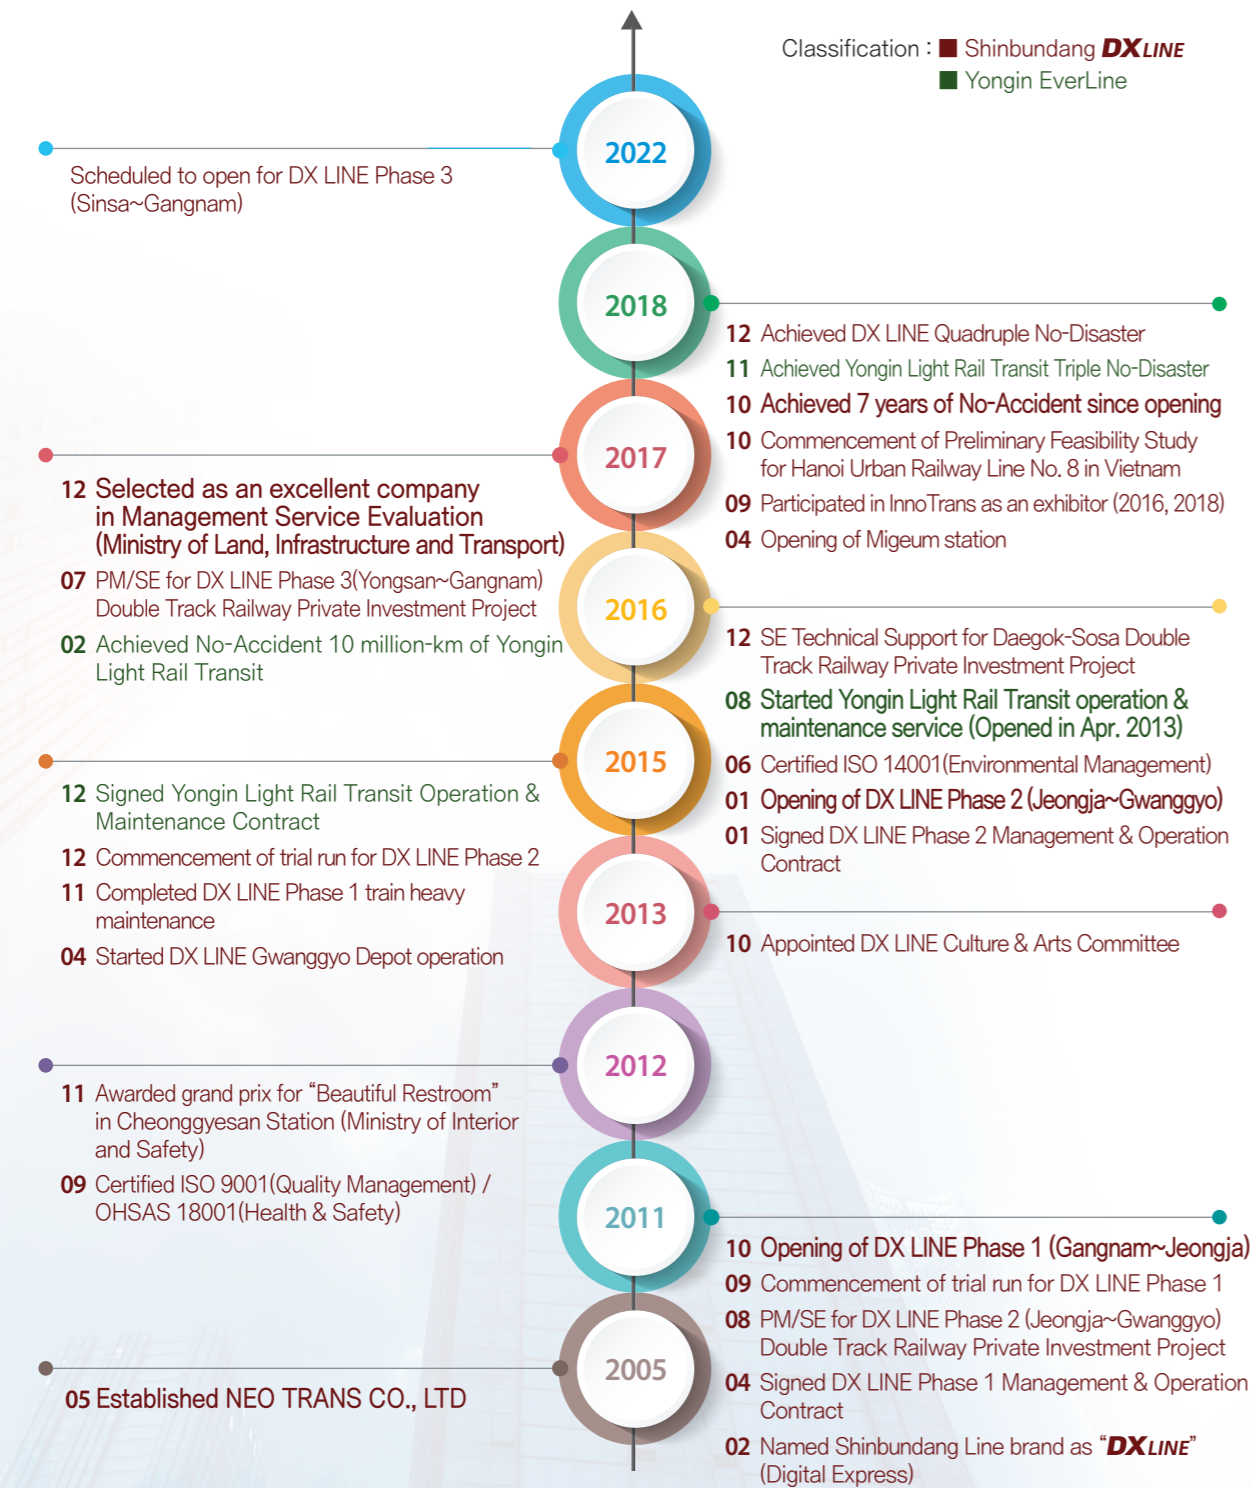 Classification : Shinbundang DX LINE
Yongin EverLine
2022
Scheduled to open for DX LINE Phase 3
(Sinsa~Gangnam)
2018
12 Achieved DX LINE Quadruple No-Disaster
11 Achieved Yongin Light Rail Transit Triple No-Disaster
10 Achieved 7 years of No-Accident since opening
10 Commencement of Preliminary Feasibility Study
for Hanoi Urban Railway Line No. 8 in Vietnam
09 Participated in InnoTrans as an exhibitor (2016, 2018)
04 Opening of Migeum station
2017
12 Selected as an excellent company
in Management Service Evaluation
(Ministry of Land, Infrastructure and Transport)
07 PM/SE for DX LINE Phase 3(Yongsan~Gangnam)
Double Track Railway Private Investment Project
02 Achieved No-Accident 10 million-km of Yongin
Light Rail Transit
2016
12 SE Technical Support for Daegok-Sosa Double
Track Railway Private Investment Project
08 Started Yongin Light Rail Transit operation &
maintenance service (Opened in Apr. 2013)
06 Certified ISO 14001(Environmental Management)
01 Opening of DX LINE Phase 2 (Jeongja~Gwanggyo)
01 Signed DX LINE Phase 2 Management & Operation
Contract
2015
12 Signed Yongin Light Rail Transit Operation &
Maintenance Contract
12 Commencement of trial run for DX LINE Phase 2
11 Completed DX LINE Phase 1 train heavy
maintenance
04 Started DX LINE Gwanggyo Depot operation
2013
10 Appointed DX LINE Culture & Arts Committee
2012
11 Awarded grand prix for “Beautiful Restroom”
in Cheonggyesan Station (Ministry of Interior
and Safety)
09 Certified ISO 9001(Quality Management) /
OHSAS 18001(Health & Safety)
2011
10 Opening of DX LINE Phase 1 (Gangnam~Jeongja)
09 Commencement of trial run for DX LINE Phase 1
08 PM/SE for DX LINE Phase 2 (Jeongja~Gwanggyo)
Double Track Railway Private Investment Project
04 Signed DX LINE Phase 1 Management & Operation
Contract
02 Named Shinbundang Line brand as “DX LINE”
(Digital Express)
2005
05 Established NEO TRANS CO., LTD